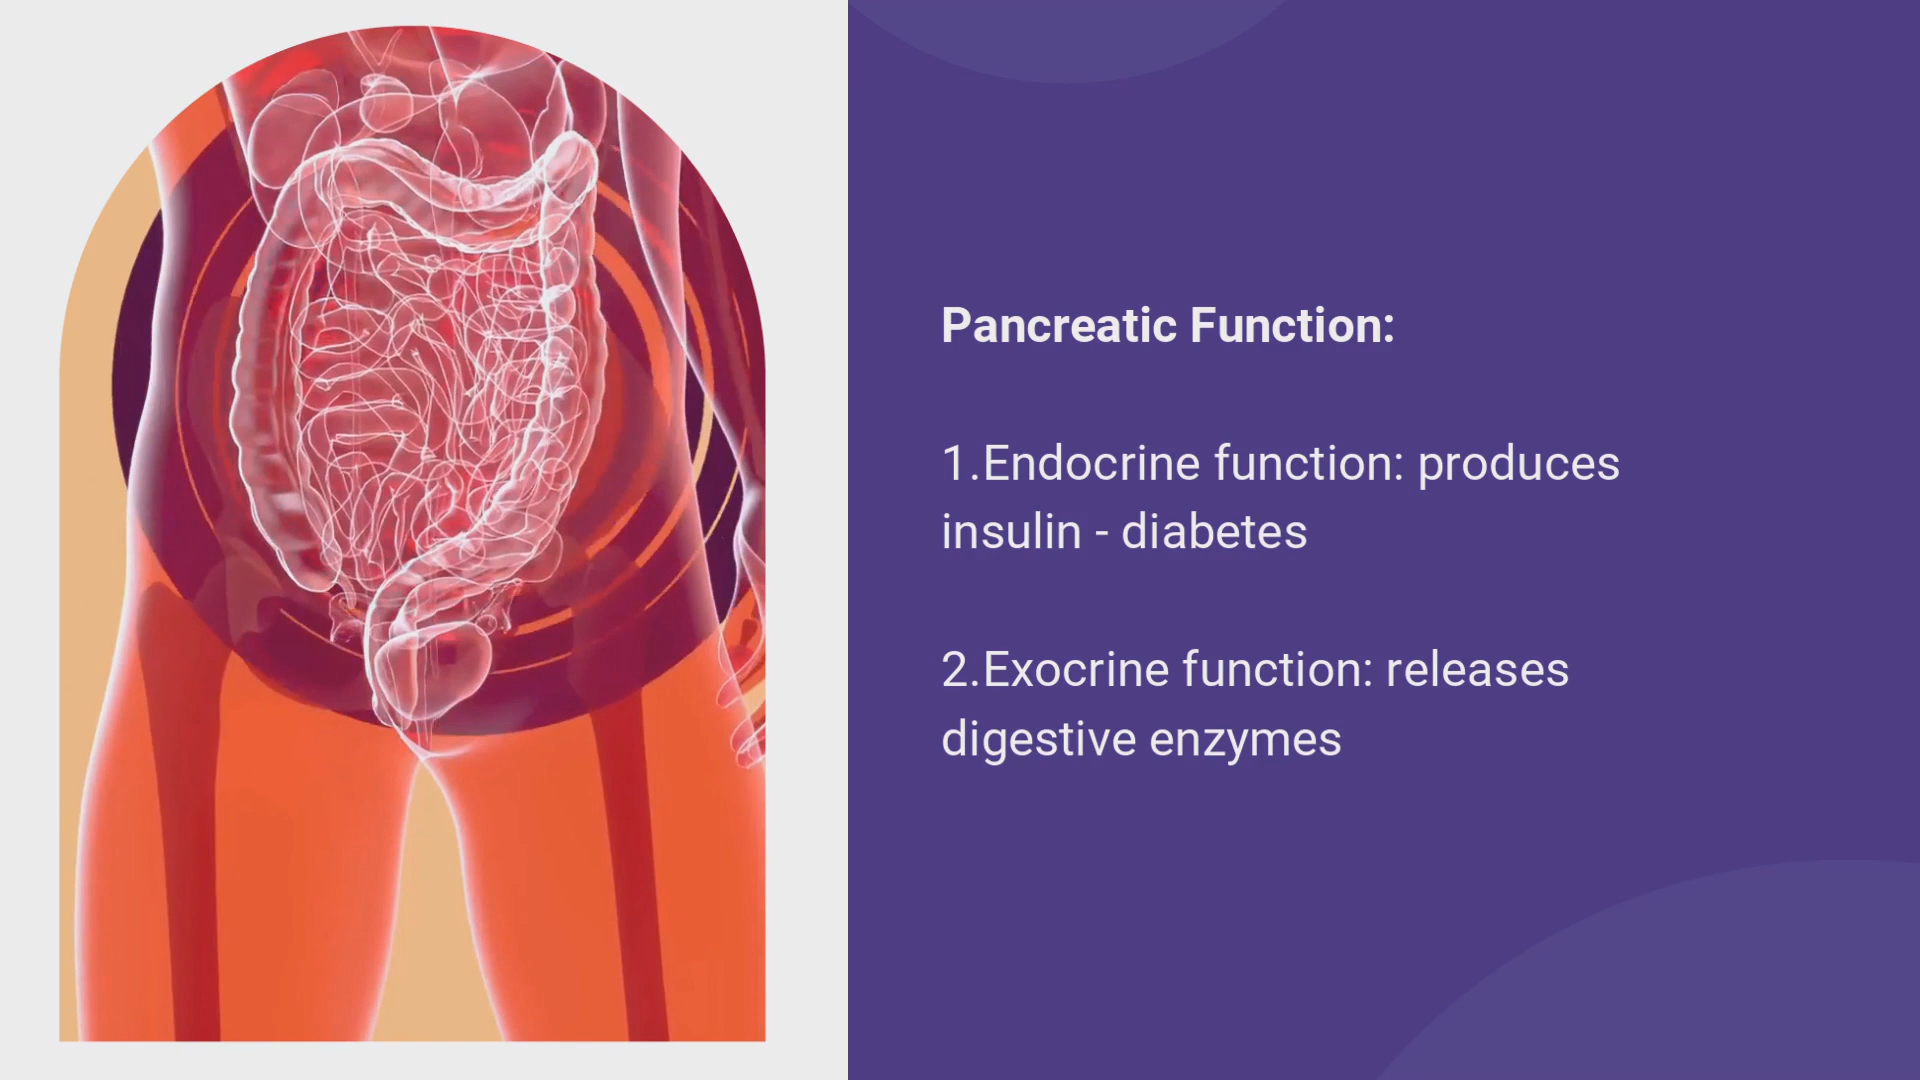 Pancreatic Function:
1.Endocrine function: produces
insulin - diabetes
2.Exocrine function: releases
digestive enzymes